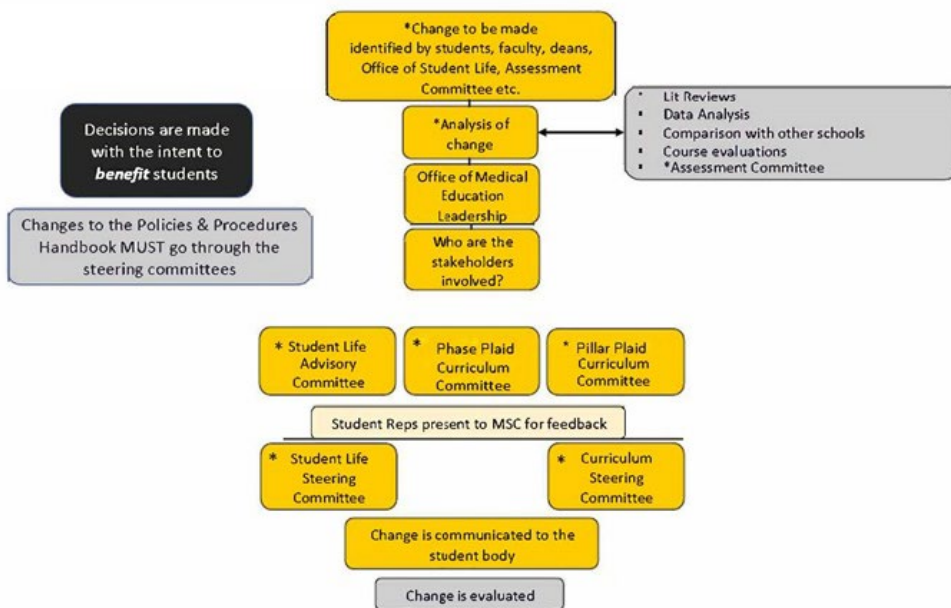 *Change to be made
identified by students, faculty, deans,
Office of Student Life, Assessment
Committee etc.
Decisions are made
with the intent to
benefit students
Changes to the Policies & Procedures
Handbook MUST go through the
steering committees
*Analysis of
change
Lit Reviews
Data Analysis
Comparison with other schools
Course evaluations
*Assessment Committee
Office of Medical
Education
Leadership
Who are the
stakeholders
involved?
* Student Life
Advisory
Committee
* Phase Plaid
Curriculum
Committee
* Pillar Plaid
Curriculum
Committee
Student Reps present to MSC for feedback
* Student Life
Steering
Committee
* Curriculum
Steering
Committee
Change is communicated to the
student body
Change is evaluated